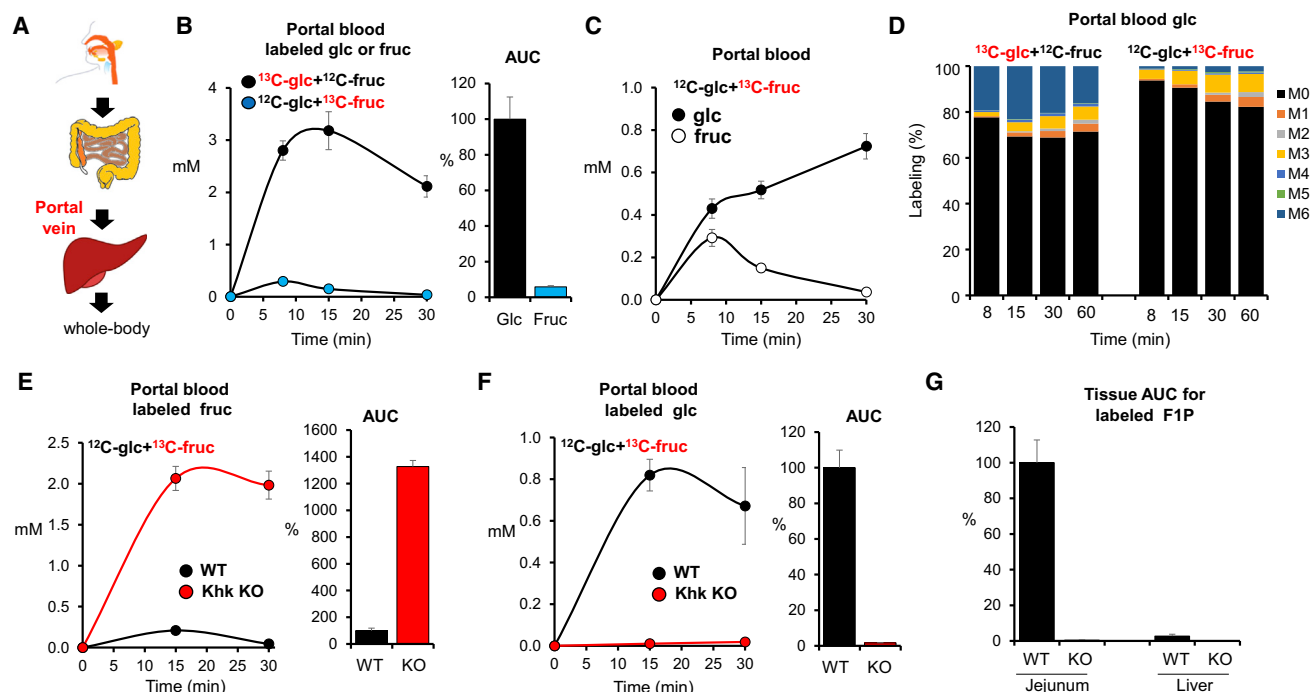 A
Portal
vein
whole-body
B
Portal blood
labeled glc or fruc
¹³C-glc+¹²C-fruc
¹²C-glc+¹³C-fruc
mM
4
3
2
1
0
0 5 10 15 20 25 30
Time (min)
AUC
%
120
100
80
60
40
20
0
Glc Fruc
C
Portal blood
¹²C-glc+¹³C-fruc
glc
fruc
mM
1.0
0.8
0.6
0.4
0.2
0.0
0 5 10 15 20 25 30
Time (min)
D
Portal blood glc
¹³C-glc+¹²C-fruc ¹²C-glc+¹³C-fruc
Labeling (%)
100
80
60
40
20
0
8 15 30 60 8 15 30 60
Time (min)
M0
M1
M2
M3
M4
M5
M6
E
Portal blood
labeled fruc
¹²C-glc+¹³C-fruc
mM
2.5
2.0
1.5
1.0
0.5
0.0
WT
Khk KO
0 10 20 30
Time (min)
AUC
%
1600
1400
1200
1000
800
600
400
200
0
WT KO
F
Portal blood
labeled glc
¹²C-glc+¹³C-fruc
mM
1.0
0.8
0.6
0.4
0.2
0.0
WT
Khk KO
0 10 20 30
Time (min)
AUC
%
120
100
80
60
40
20
0
WT KO
G
Tissue AUC for
labeled F1P
%
120
100
80
60
40
20
0
WT KO WT KO
Jejunum Liver